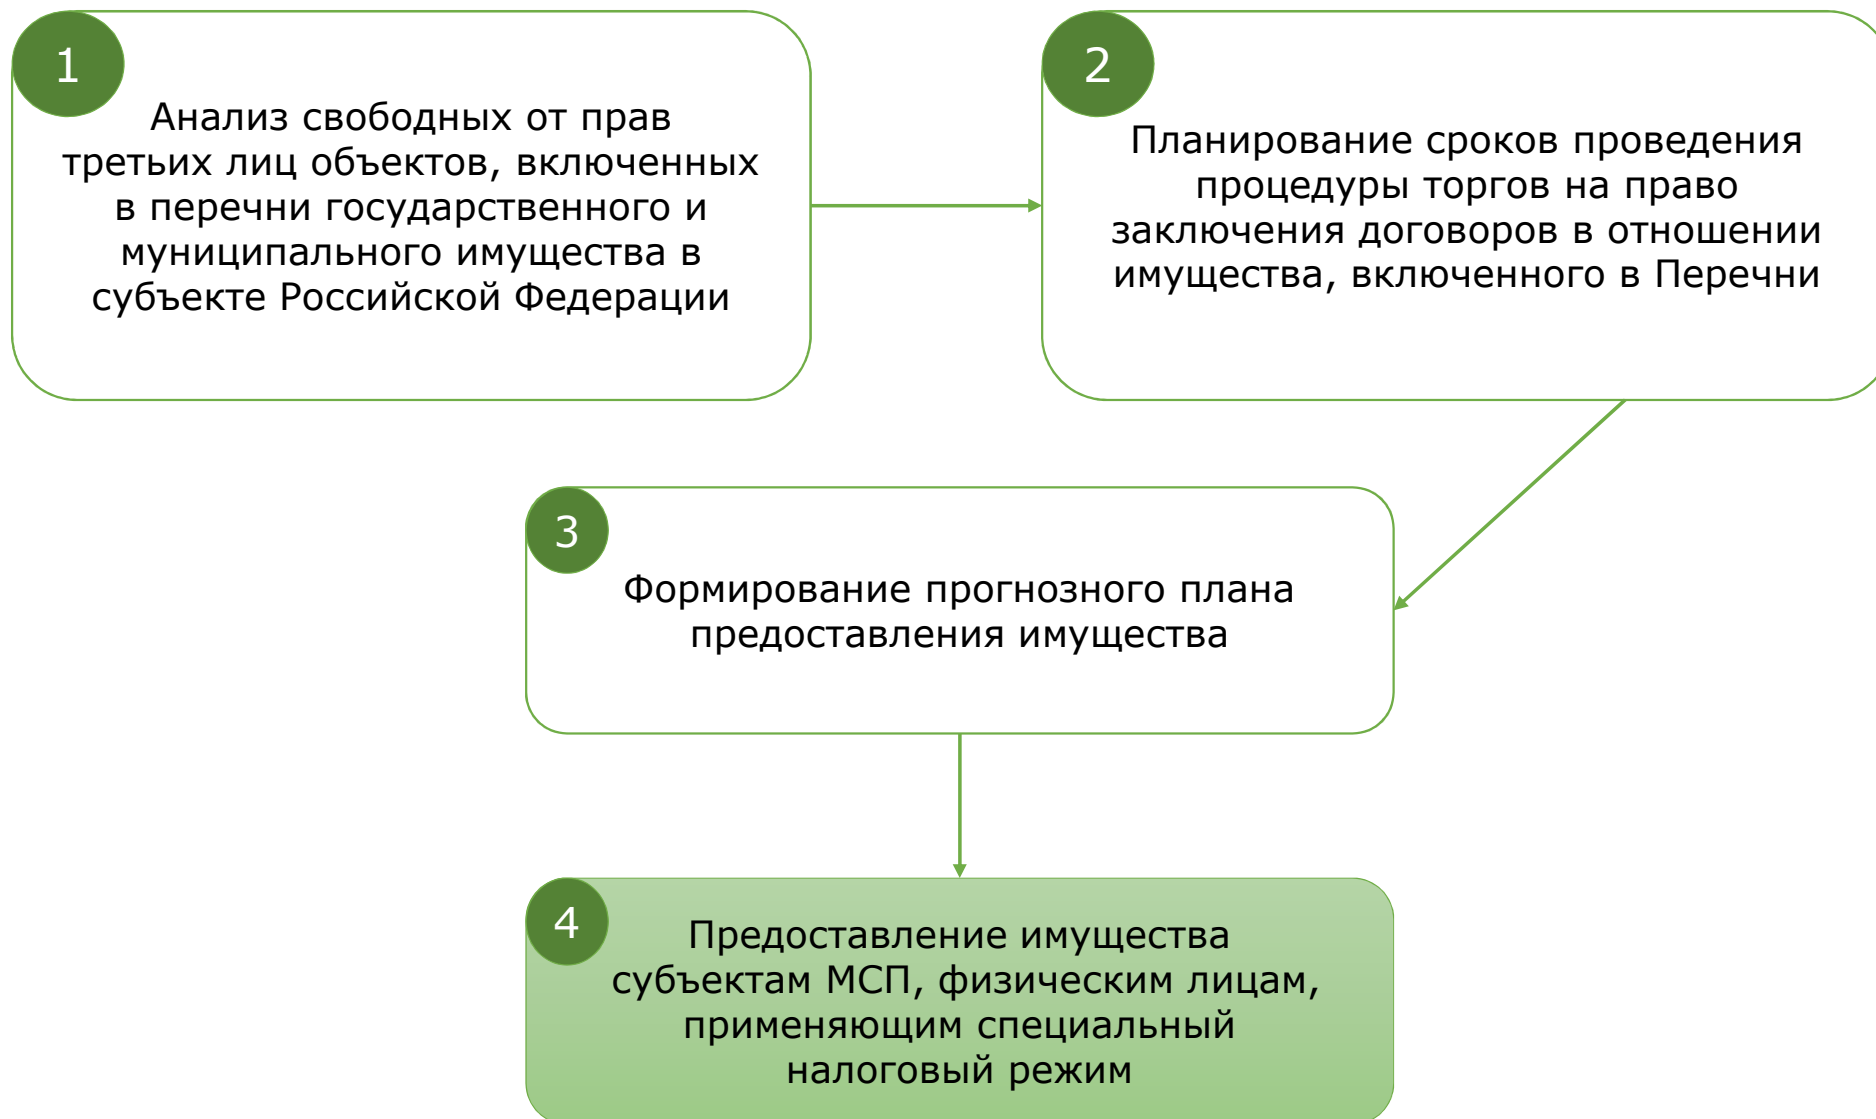 1
Анализ свободных от прав
третьих лиц объектов, включенных
в перечни государственного и
муниципального имущества в
субъекте Российской Федерации
2
Планирование сроков проведения
процедуры торгов на право
заключения договоров в отношении
имущества, включенного в Перечни
3
Формирование прогнозного плана
предоставления имущества
4
Предоставление имущества
субъектам МСП, физическим лицам,
применяющим специальный
налоговый режим